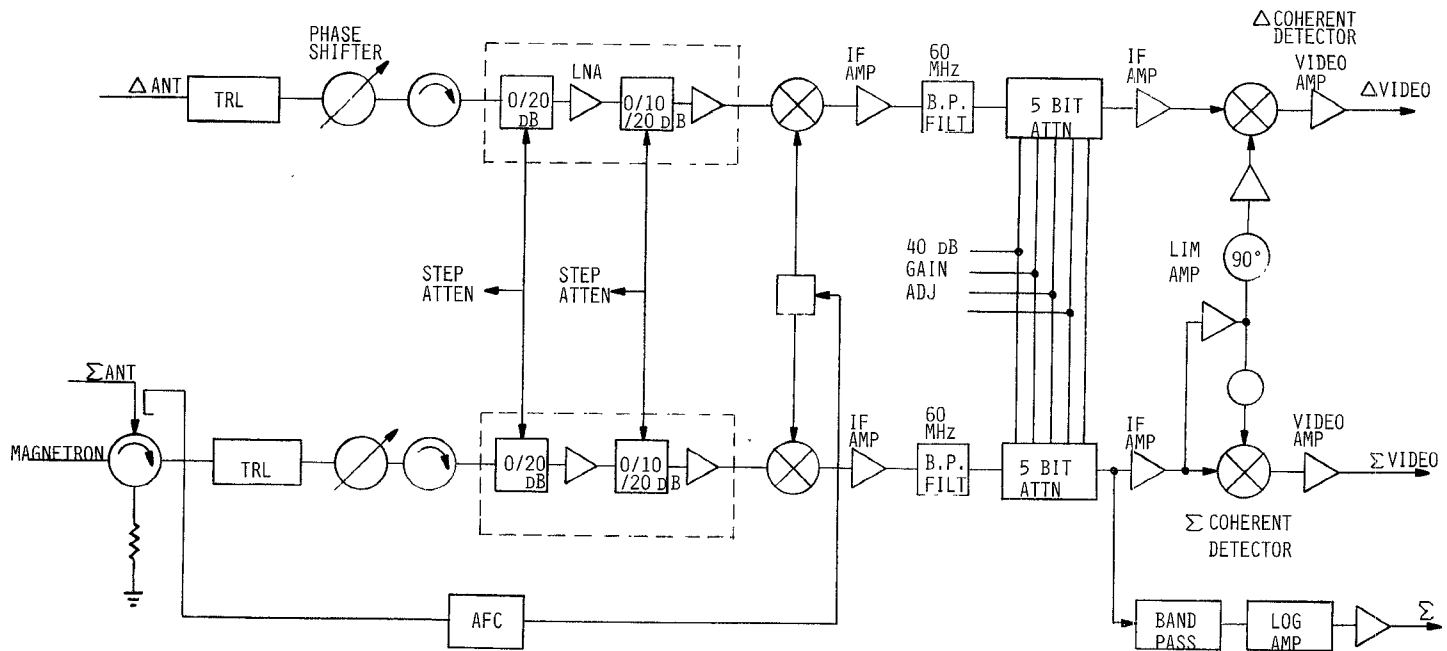 PHASE
SHIFTER
Δ ANT
TRL
0/20
DB
LNA
0/10
/20 DB
IF
AMP
60
MHz
B.P.
FILT
5 BIT
ATTN
IF
AMP
Δ COHERENT
DETECTOR
VIDEO
AMP
Δ VIDEO
STEP
ATTEN
STEP
ATTEN
40 DB
GAIN
ADJ
LIM
AMP
90°
Σ ANT
MAGNETRON
TRL
0/20
DB
0/10
/20 DB
IF
AMP
60
MHz
B.P.
FILT
5 BIT
ATTN
IF
AMP
VIDEO
AMP
Σ VIDEO
Σ COHERENT
DETECTOR
AFC
BAND
PASS
LOG
AMP
Σ